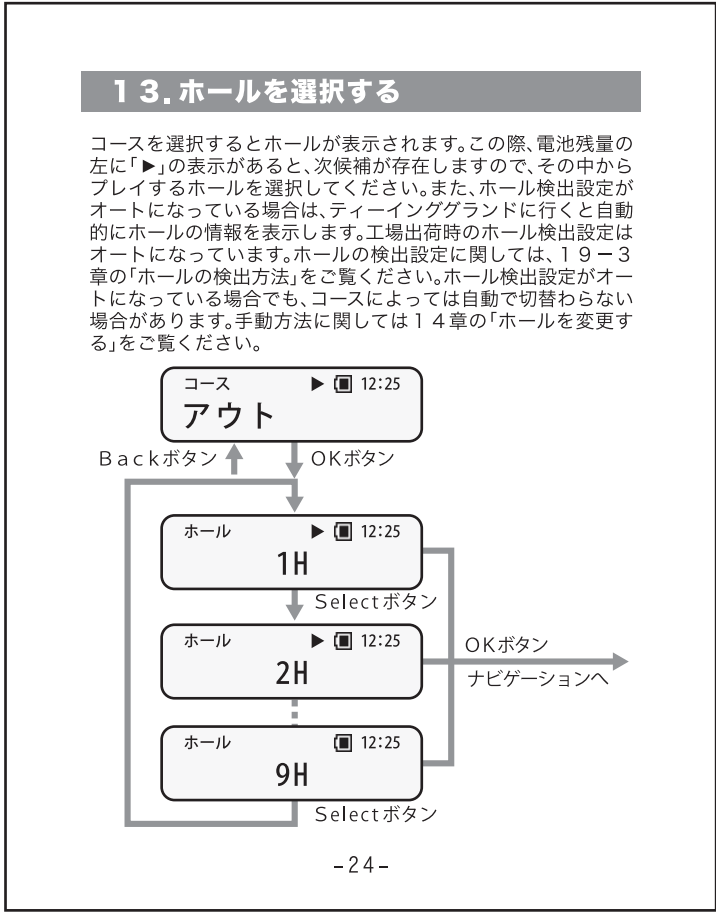 １３．ホールを選択する
コースを選択するとホールが表示されます。この際、電池残量の
左に「▶」の表示があると、次候補が存在しますので、その中から
プレイするホールを選択してください。また、ホール検出設定が
オートになっている場合は、ティーインググランドに行くと自動
的にホールの情報を表示します。工場出荷時のホール検出設定は
オートになっています。ホールの検出設定に関しては、１９－３
章の「ホールの検出方法」をご覧ください。ホール検出設定がオー
トになっている場合でも、コースによっては自動で切替わらない
場合があります。手動方法に関しては１４章の「ホールを変更す
る」をご覧ください。
コース ▶ 12:25
アウト
Ｂａｃｋボタン OKボタン
ホール ▶ 12:25
1H
Selectボタン
ホール ▶ 12:25
2H
OKボタン
ナビゲーションへ
ホール 12:25
9H
Selectボタン
－24－